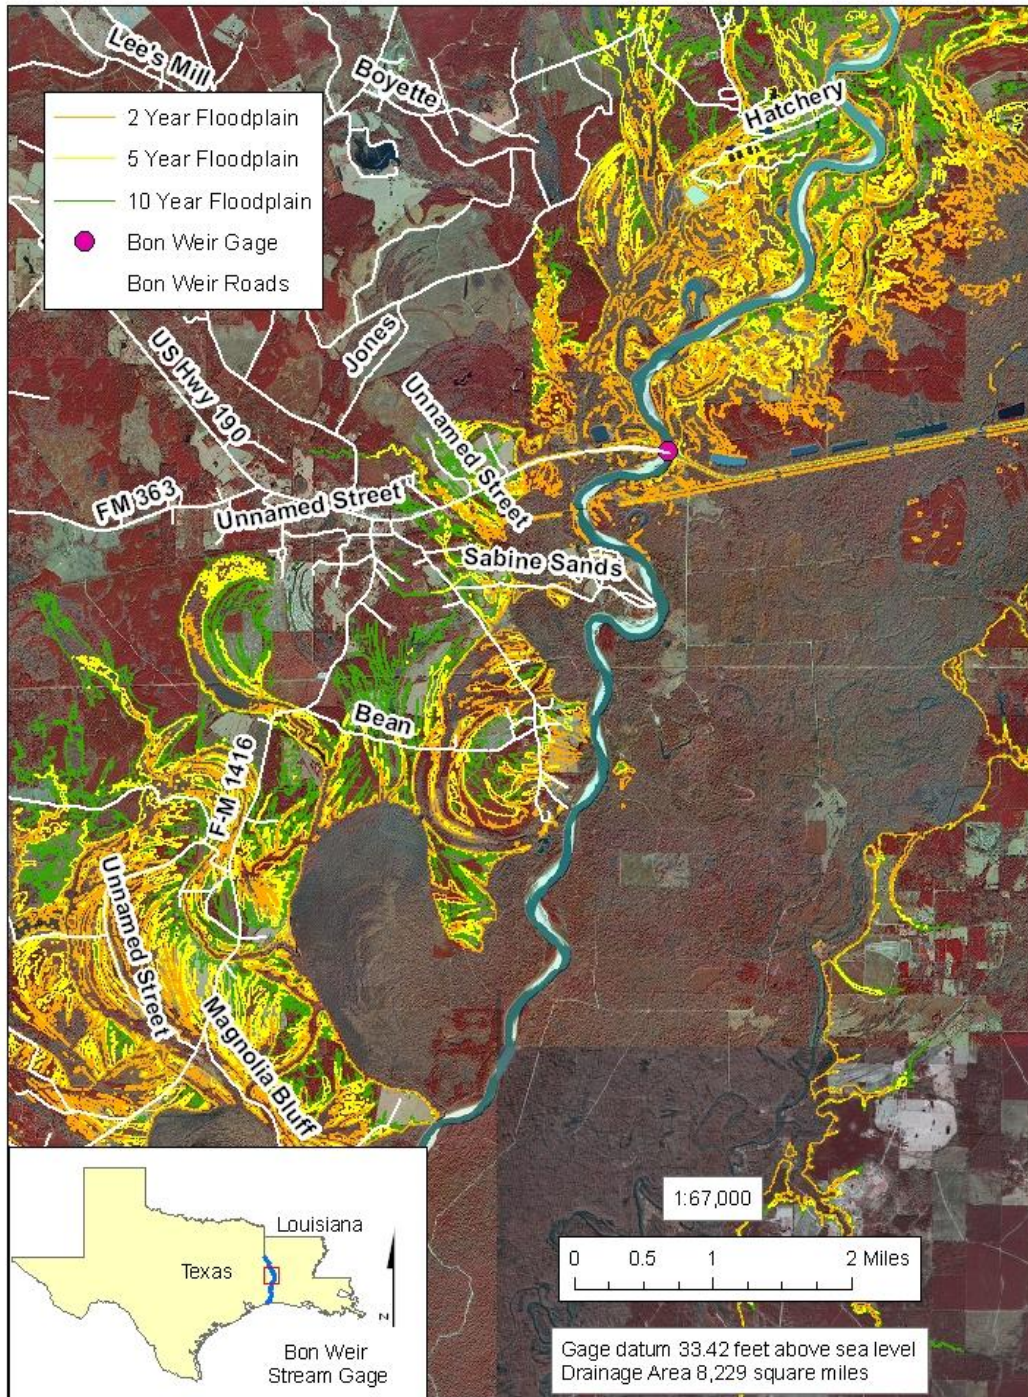 Lee's Mill
Boyette
Hatchery
2 Year Floodplain
5 Year Floodplain
10 Year Floodplain
Bon Weir Gage
Bon Weir Roads
US Hwy 190
Jones
Unnamed Street
FM 363
Unnamed Street
Sabine Sands
Bean
F-M 1416
Unnamed Street
Magnolia Bluff
1:67,000
0 0.5 1 2 Miles
Louisiana
Texas
N
Bon Weir
Stream Gage
Gage datum 33.42 feet above sea level
Drainage Area 8,229 square miles